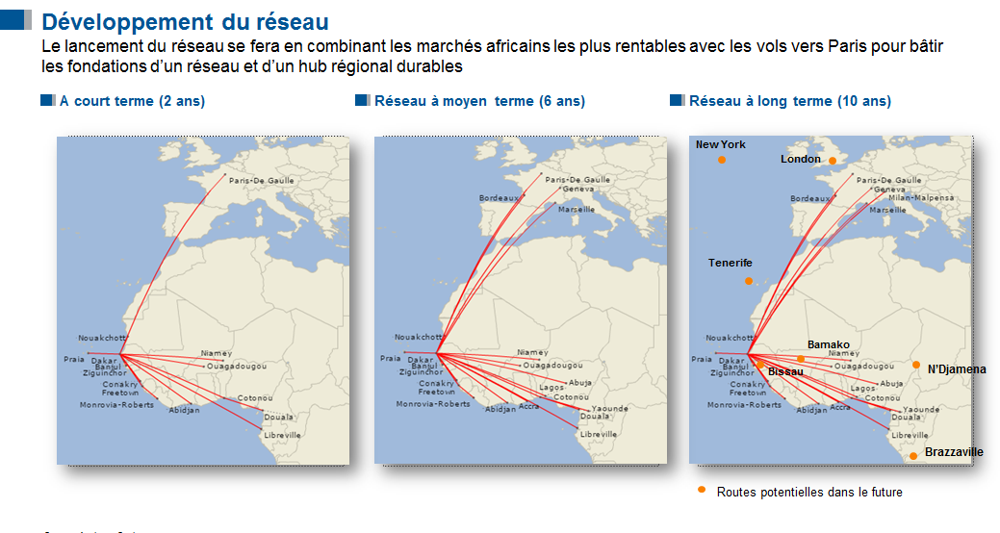 Développement du réseau
Le lancement du réseau se fera en combinant les marchés africains les plus rentables avec les vols vers Paris pour bâtir
les fondations d’un réseau et d’un hub régional durables
A court terme (2 ans)
Réseau à moyen terme (6 ans)
Réseau à long terme (10 ans)
Paris-De Gaulle
Nouakchott
Praia
Dakar
Banjul
Ziguinchor
Niamey
Ouagadougou
Conakry
Freetown
Monrovia-Roberts
Abidjan
Cotonou
Douala
Libreville
Paris-De Gaulle
Geneva
Bordeaux
Marseille
Nouakchott
Praia
Dakar
Banjul
Ziguinchor
Niamey
Ouagadougou
Conakry
Freetown
Abuja
Lagos
Cotonou
Monrovia-Roberts
Abidjan
Accra
Yaounde
Douala
Libreville
New York
London
Paris-De Gaulle
Geneva
Bordeaux
Milan-Malpensa
Marseille
Tenerife
Nouakchott
Bamako
Praia
Dakar
Banjul
Ziguinchor
Bissau
Niamey
Ouagadougou
N’Djamena
Conakry
Freetown
Abuja
Lagos
Cotonou
Monrovia-Roberts
Abidjan
Accra
Yaounde
Douala
Libreville
Brazzaville
Routes potentielles dans le future